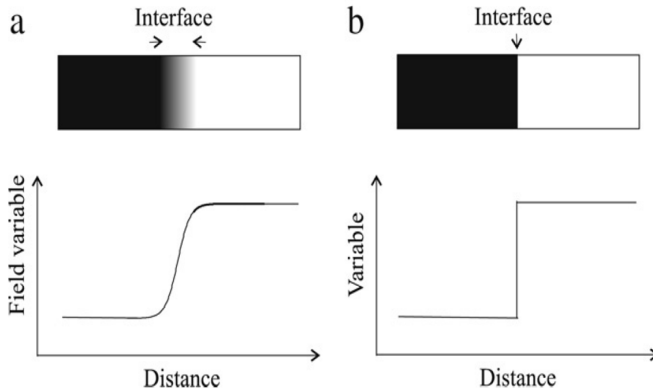 a
Interface
Field variable
Distance
b
Interface
Variable
Distance